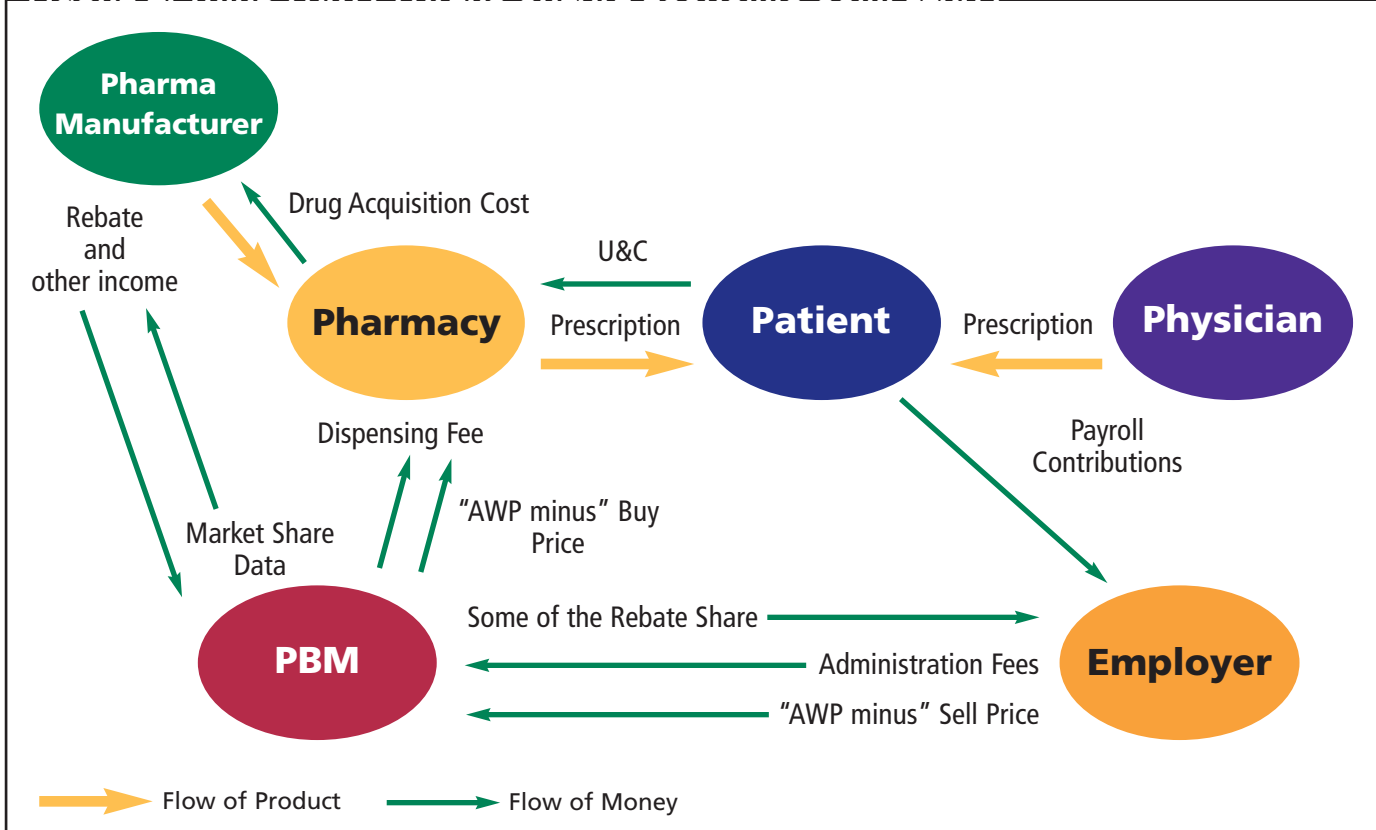 Pharma
Manufacturer
Drug Acquisition Cost
Rebate
and
other income
U&C
Pharmacy
Prescription
Patient
Prescription
Physician
Dispensing Fee
Payroll
Contributions
“AWP minus” Buy
Price
Market Share
Data
Some of the Rebate Share
PBM
Administration Fees
Employer
“AWP minus” Sell Price
Flow of Product
Flow of Money